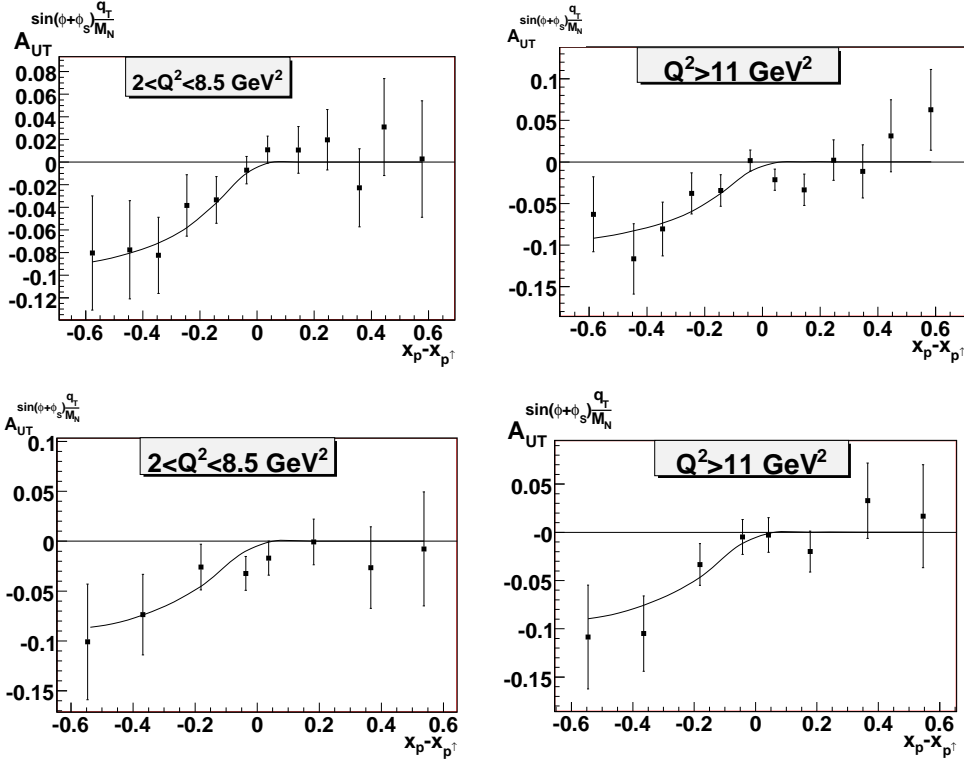 A_UT^{sin(ϕ+ϕ_s) q_T/M_N}
2<Q²<8.5 GeV²
0.08
0.06
0.04
0.02
0
-0.02
-0.04
-0.06
-0.08
-0.1
-0.12
-0.6 -0.4 -0.2 0 0.2 0.4 0.6
x_p-x_p↑
A_UT^{sin(ϕ+ϕ_s) q_T/M_N}
Q²>11 GeV²
0.1
0.05
0
-0.05
-0.1
-0.15
-0.6 -0.4 -0.2 0 0.2 0.4 0.6
x_p-x_p↑
A_UT^{sin(ϕ+ϕ_s) q_T/M_N}
2<Q²<8.5 GeV²
0.1
0.05
0
-0.05
-0.1
-0.15
-0.6 -0.4 -0.2 0 0.2 0.4 0.6
x_p-x_p↑
A_UT^{sin(ϕ+ϕ_s) q_T/M_N}
Q²>11 GeV²
0.05
-0
-0.05
-0.1
-0.15
-0.6 -0.4 -0.2 0 0.2 0.4 0.6
x_p-x_p↑